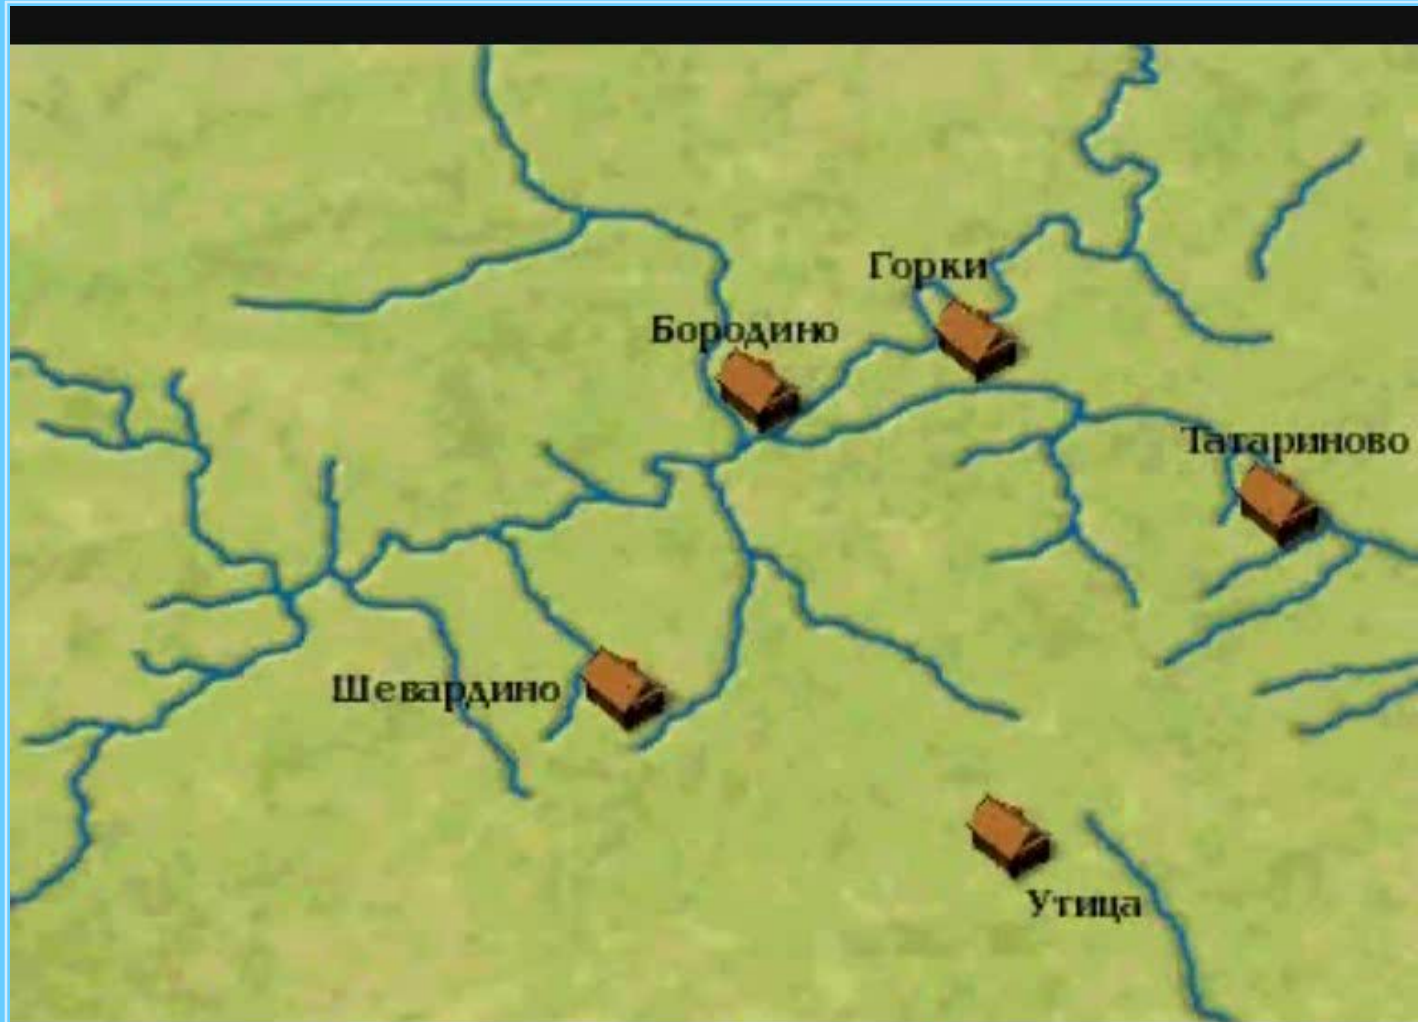 Горки
Бородино
Татариново
Шевардино
Утица